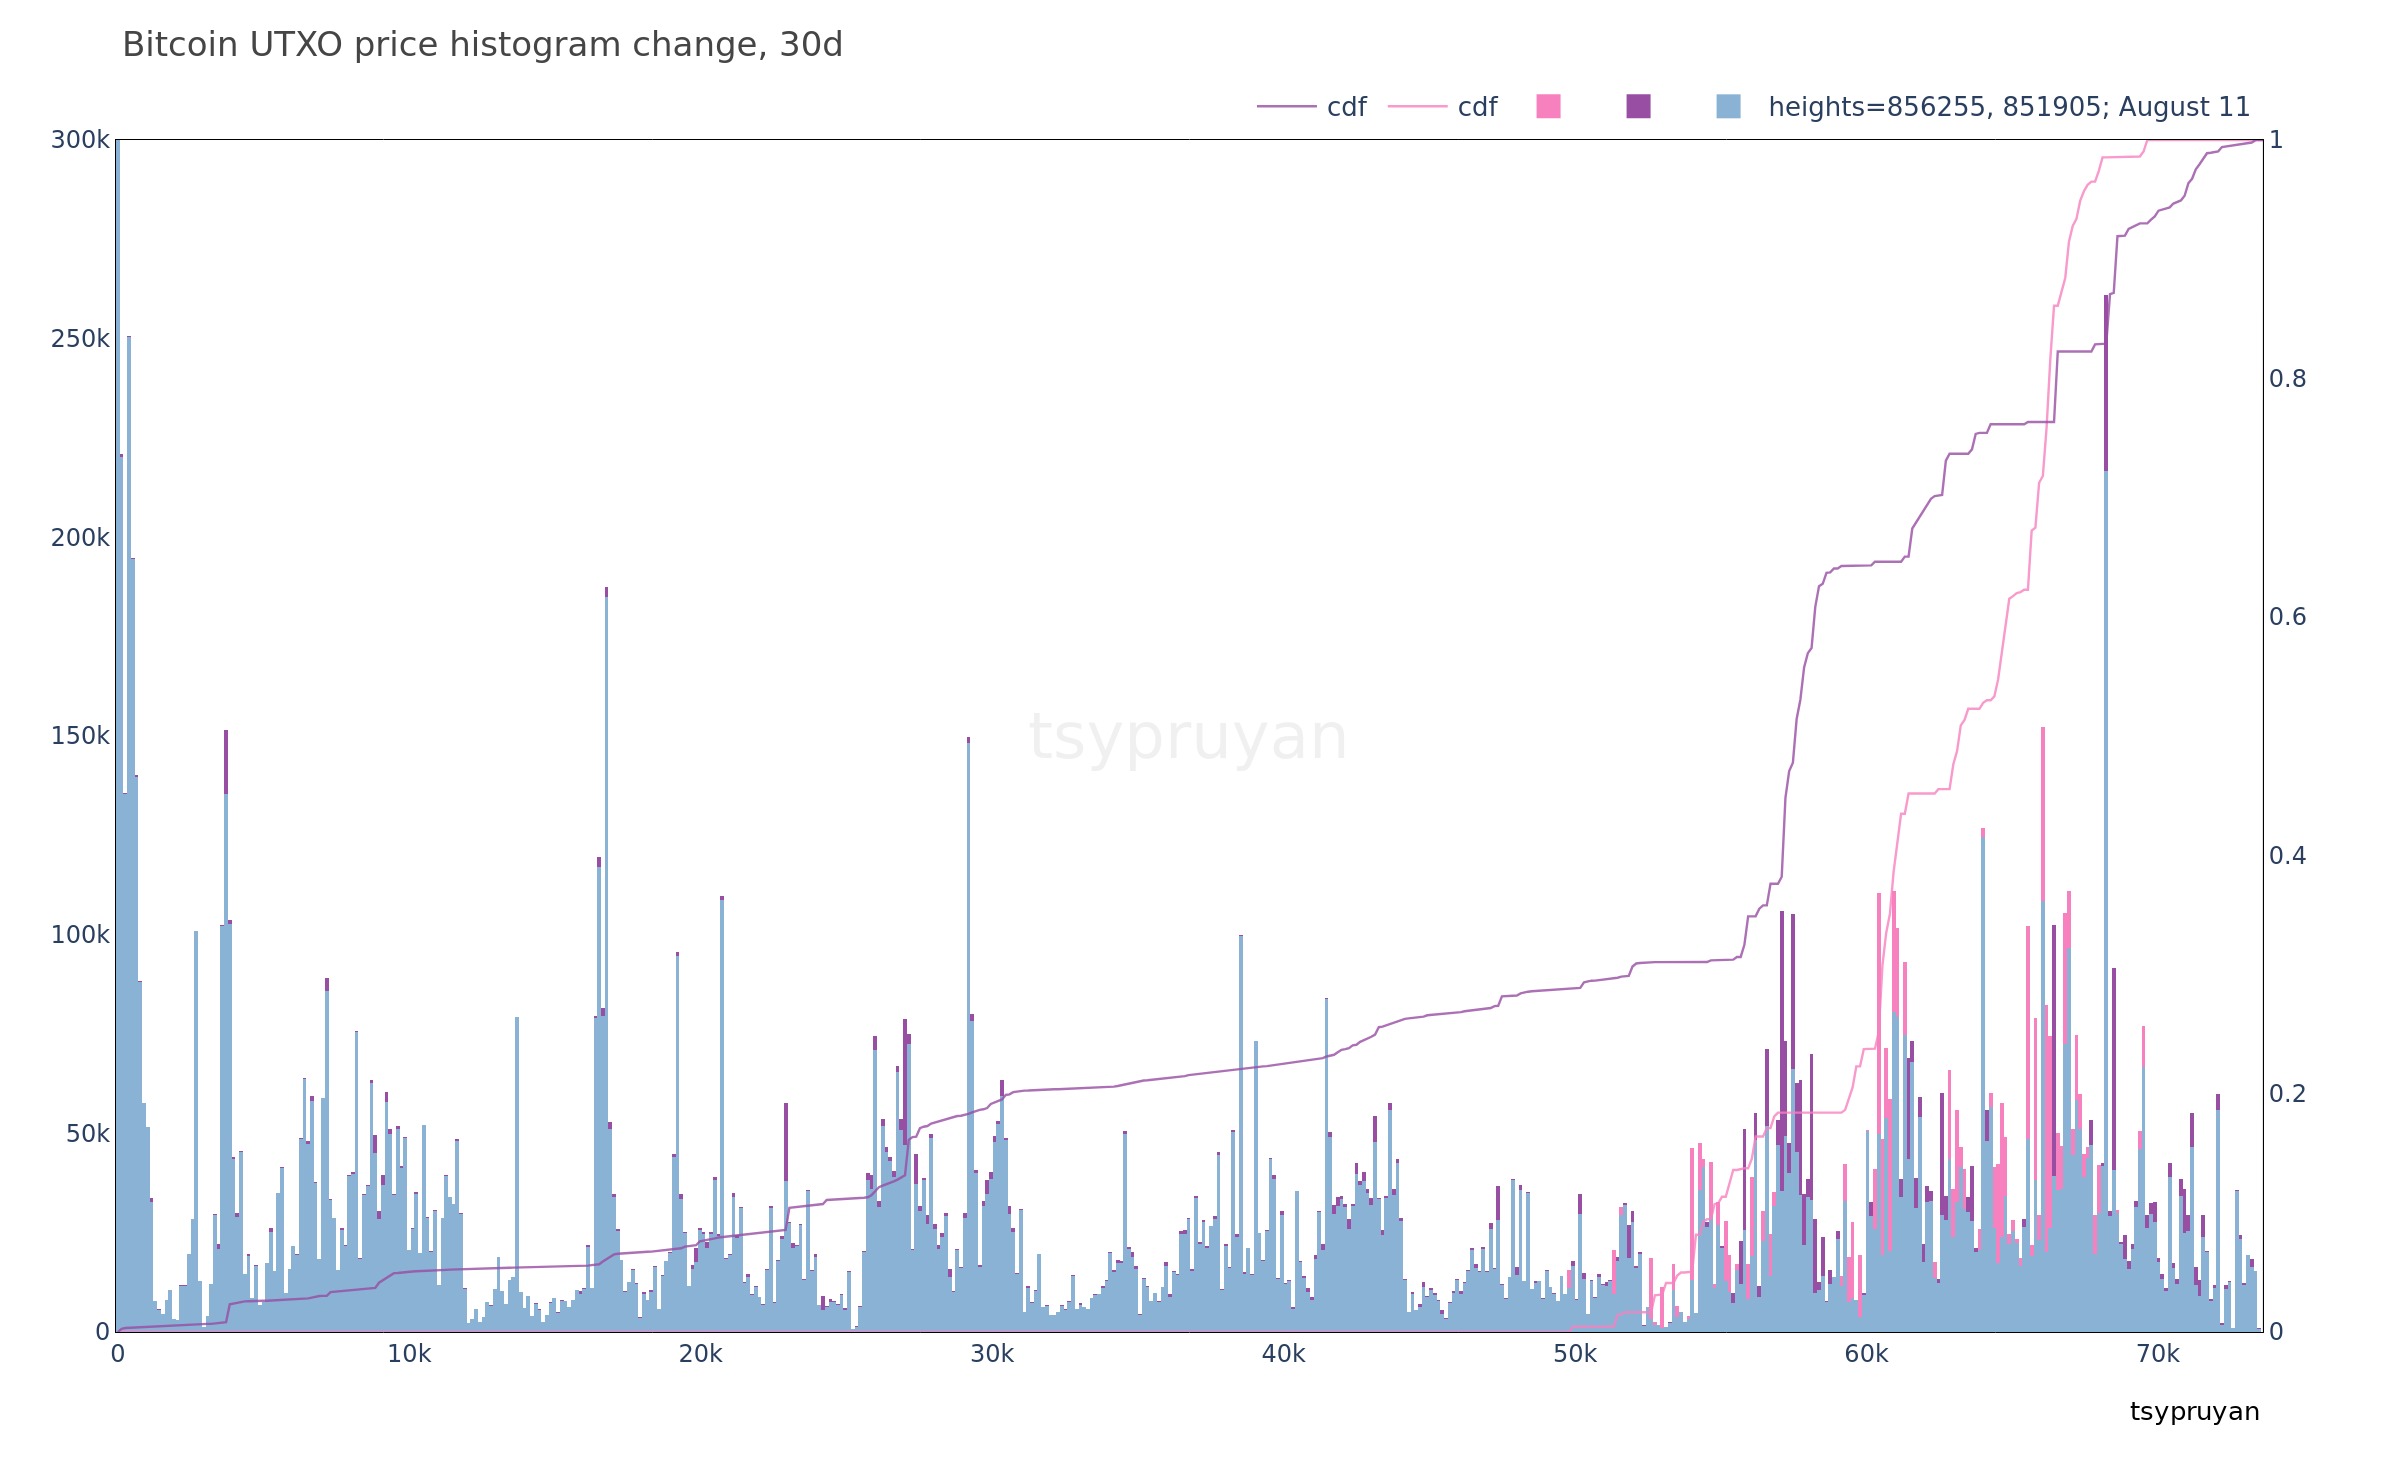 Bitcoin UTXO price histogram change, 30d
cdf cdf heights=856255, 851905; August 11
300k 1
250k
0.8
200k
0.6
150k
tsypruyan
0.4
100k
0.2
50k
0 0
0 10k 20k 30k 40k 50k 60k 70k
tsypruyan